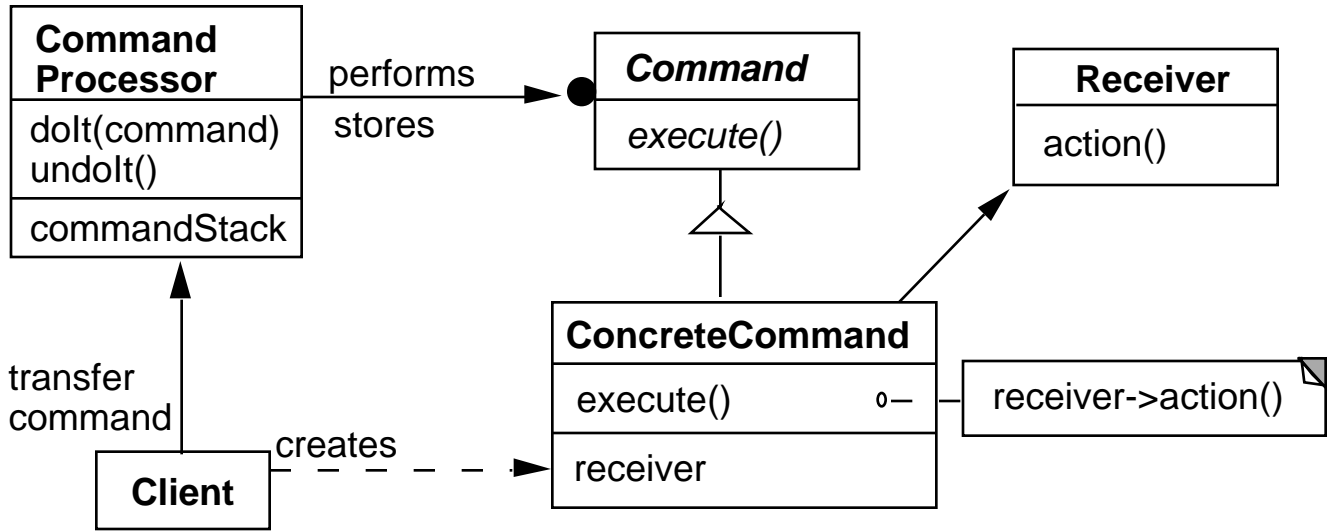 Command
Processor
doIt(command)
undoIt()
commandStack
performs
stores
Command
execute()
Receiver
action()
transfer
command
Client
creates
ConcreteCommand
execute()
receiver
receiver->action()